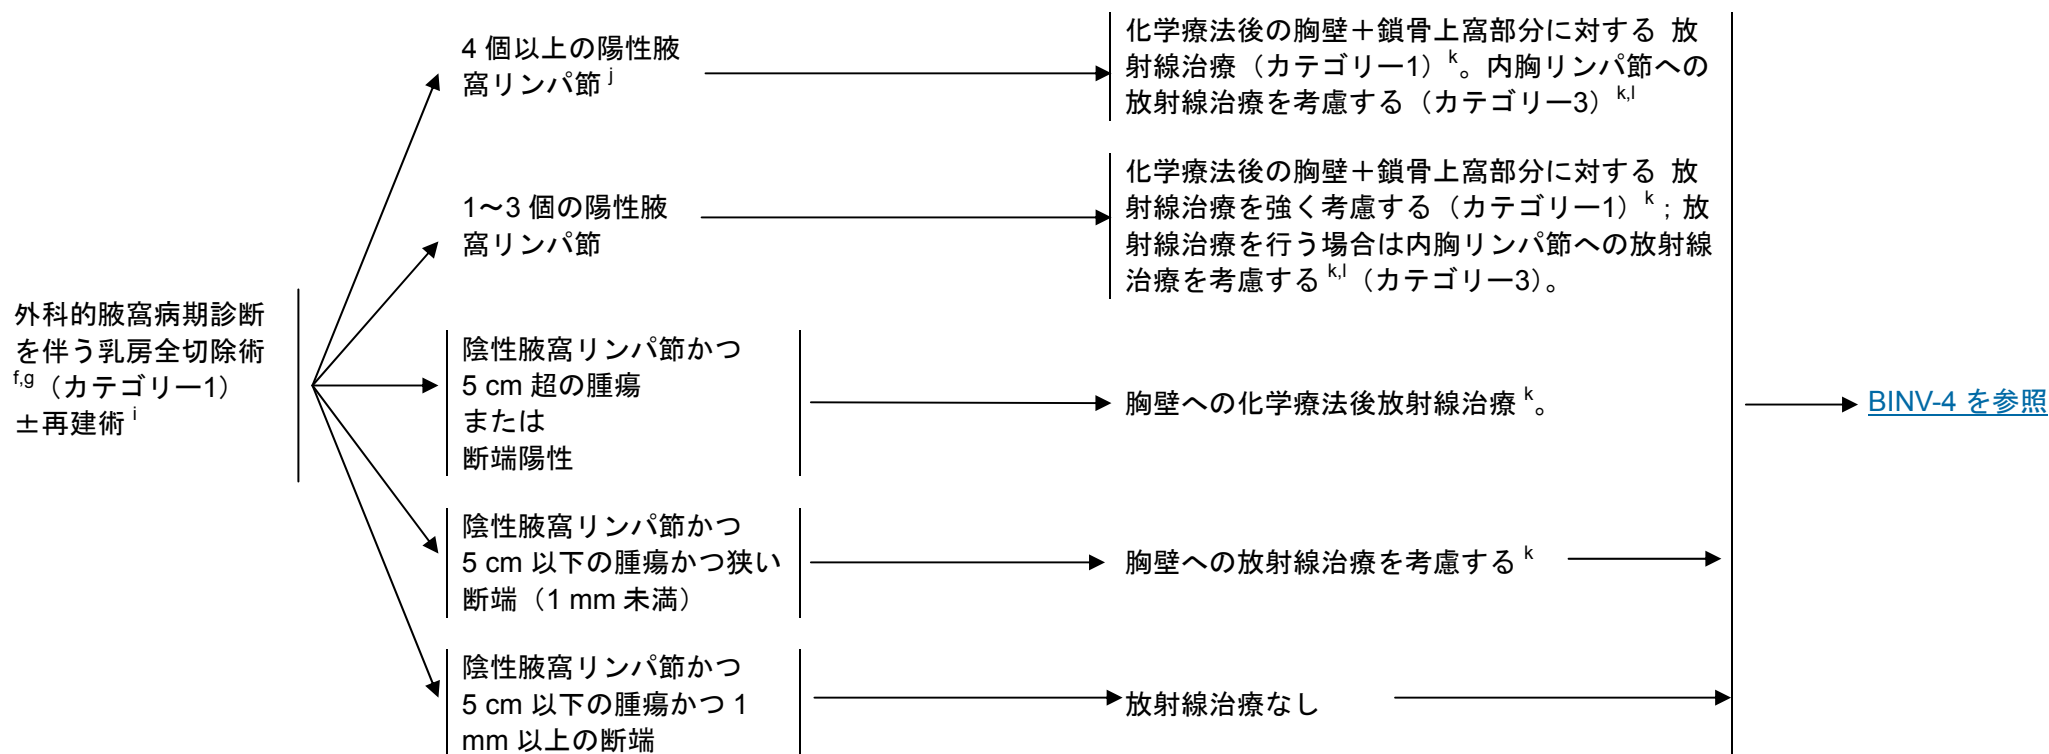 4 個以上の陽性腋
窩リンパ節 j
化学療法後の胸壁＋鎖骨上窩部分に対する 放
射線治療（カテゴリー1）k。内胸リンパ節への
放射線治療を考慮する（カテゴリー3）k,l
1～3 個の陽性腋
窩リンパ節
化学療法後の胸壁＋鎖骨上窩部分に対する 放
射線治療を強く考慮する（カテゴリー1）k；放
射線治療を行う場合は内胸リンパ節への放射線
治療を考慮する k,l（カテゴリー3）。
外科的腋窩病期診断
を伴う乳房全切除術
f,g（カテゴリー1）
±再建術 i
陰性腋窩リンパ節かつ
5 cm 超の腫瘍
または
断端陽性
胸壁への化学療法後放射線治療 k。
BINV-4 を参照
陰性腋窩リンパ節かつ
5 cm 以下の腫瘍かつ狭い
断端（1 mm 未満）
胸壁への放射線治療を考慮する k
陰性腋窩リンパ節かつ
5 cm 以下の腫瘍かつ 1
mm 以上の断端
放射線治療なし